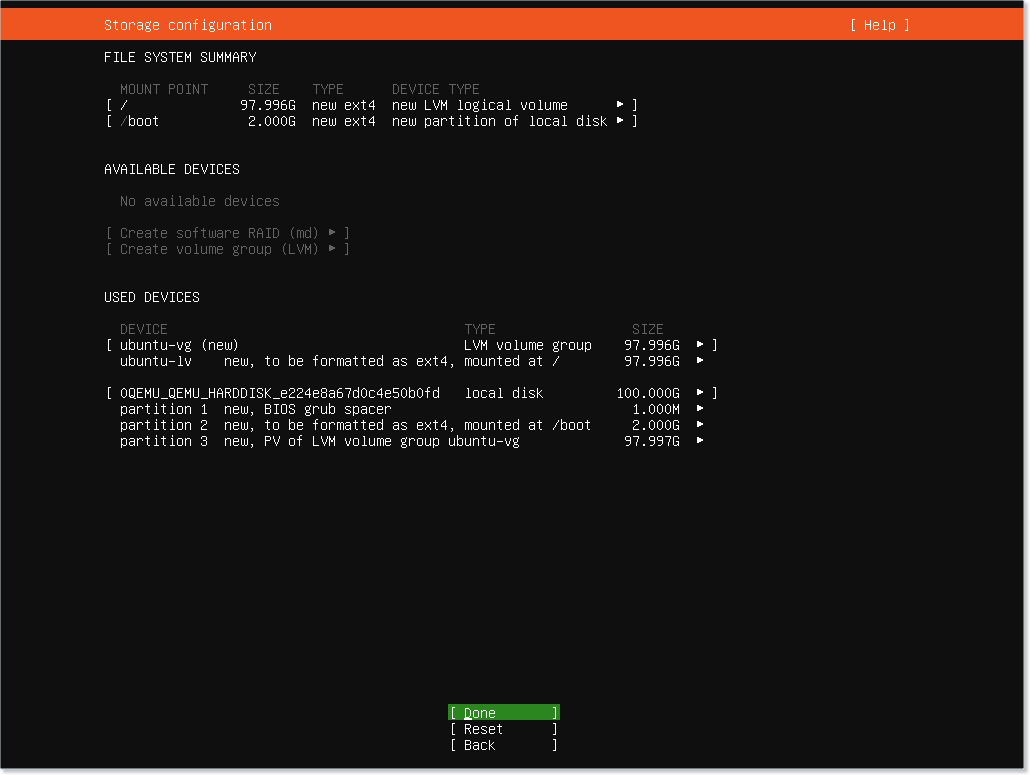 Storage configuration [ Help ]
FILE SYSTEM SUMMARY
MOUNT POINT SIZE TYPE DEVICE TYPE
[ / 97.996G new ext4 new LVM logical volume ▸ ]
[ /boot 2.000G new ext4 new partition of local disk ▸ ]
AVAILABLE DEVICES
No available devices
[ Create software RAID (md) ▸ ]
[ Create volume group (LVM) ▸ ]
USED DEVICES
DEVICE TYPE SIZE
[ ubuntu-vg (new) LVM volume group 97.996G ▸ ]
ubuntu-lv new, to be formatted as ext4, mounted at / 97.996G ▸
[ 0QEMU_QEMU_HARDDISK_e224e8a67d0c4e50b0fd local disk 100.000G ▸ ]
partition 1 new, BIOS grub spacer 1.000M ▸
partition 2 new, to be formatted as ext4, mounted at /boot 2.000G ▸
partition 3 new, PV of LVM volume group ubuntu-vg 97.997G ▸
[ Done ]
[ Reset ]
[ Back ]